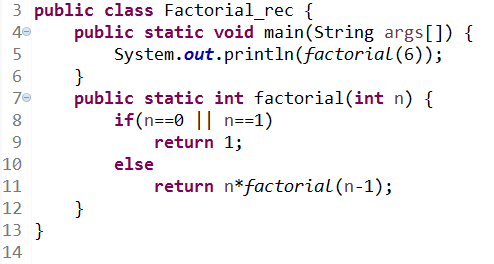 3 public class Factorial_rec {
4 public static void main(String args[]) {
5 System.out.println(factorial(6));
6 }
7 public static int factorial(int n) {
8 if(n==0 || n==1)
9 return 1;
10 else
11 return n*factorial(n-1);
12 }
13 }
14